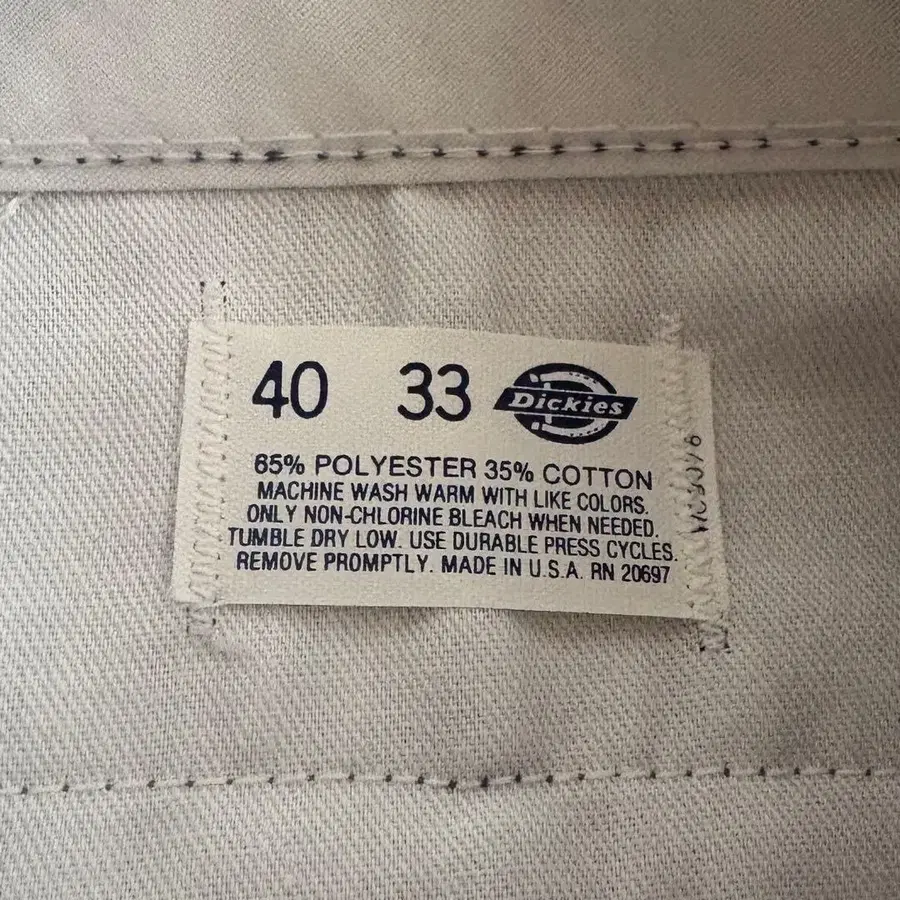 40 33 Dickies
65% POLYESTER 35% COTTON
MACHINE WASH WARM WITH LIKE COLORS.
ONLY NON-CHLORINE BLEACH WHEN NEEDED.
TUMBLE DRY LOW. USE DURABLE PRESS CYCLES.
REMOVE PROMPTLY. MADE IN U.S.A. RN 20697